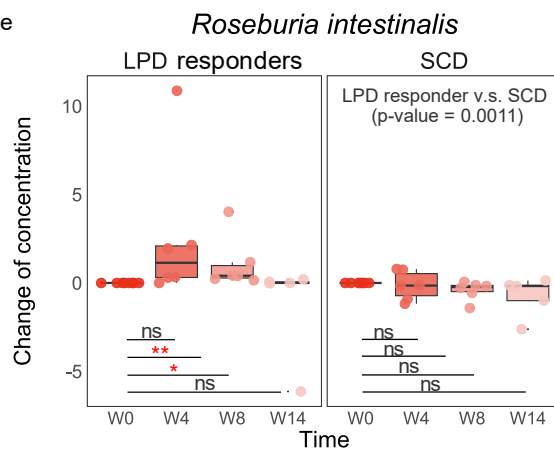 e
Roseburia intestinalis
LPD responders
SCD
LPD responder v.s. SCD
(p-value = 0.0011)
Change of concentration
10
5
0
-5
ns
**
*
ns
ns
ns
ns
ns
W0 W4 W8 W14
W0 W4 W8 W14
Time